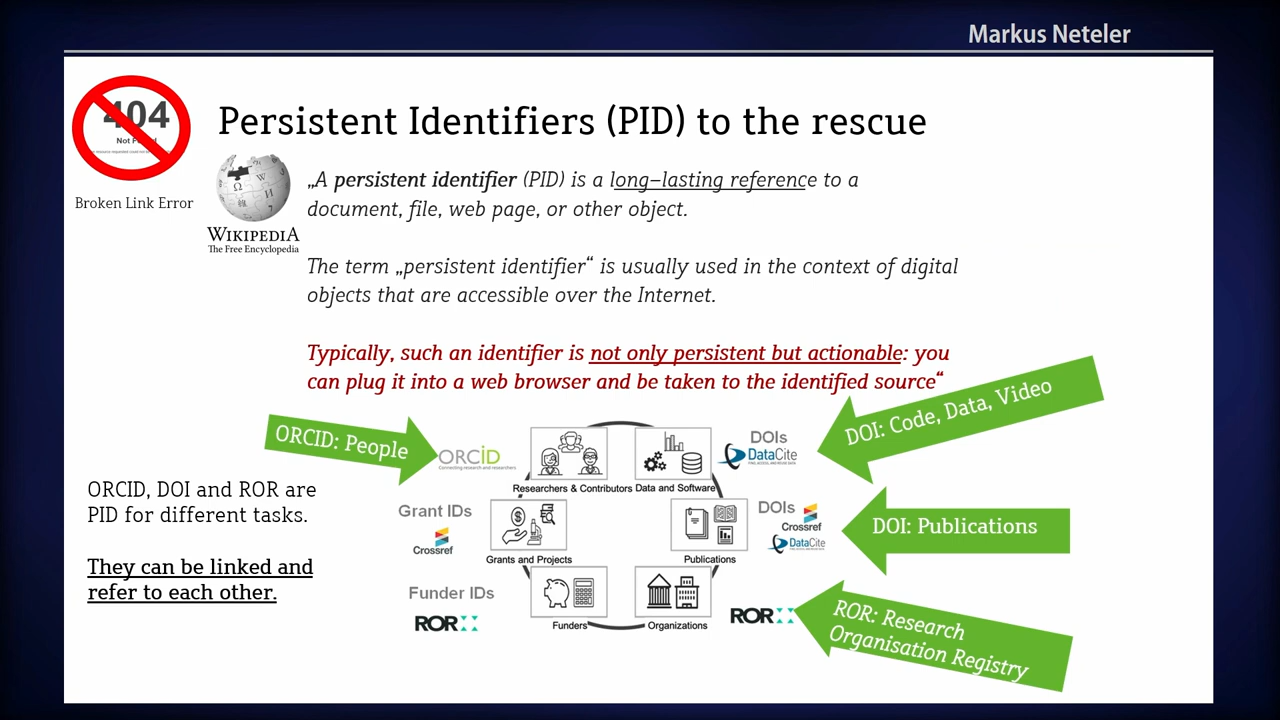 Markus Neteler
404
Not F
Broken Link Error
Persistent Identifiers (PID) to the rescue
WIKIPEDIA
The Free Encyclopedia
„A persistent identifier (PID) is a long–lasting reference to a
document, file, web page, or other object.
The term „persistent identifier“ is usually used in the context of digital
objects that are accessible over the Internet.
Typically, such an identifier is not only persistent but actionable: you
can plug it into a web browser and be taken to the identified source“
ORCID, DOI and ROR are
PID for different tasks.
They can be linked and
refer to each other.
ORCID: People
ORCID
Connecting research and researchers
Researchers & Contributors
Data and Software
DOIs
DataCite
DOI: Code, Data, Video
Grant IDs
Crossref
Grants and Projects
Publications
DOIs
Crossref
DataCite
DOI: Publications
Funder IDs
ROR
Funders
Organizations
ROR
ROR: Research
Organisation Registry